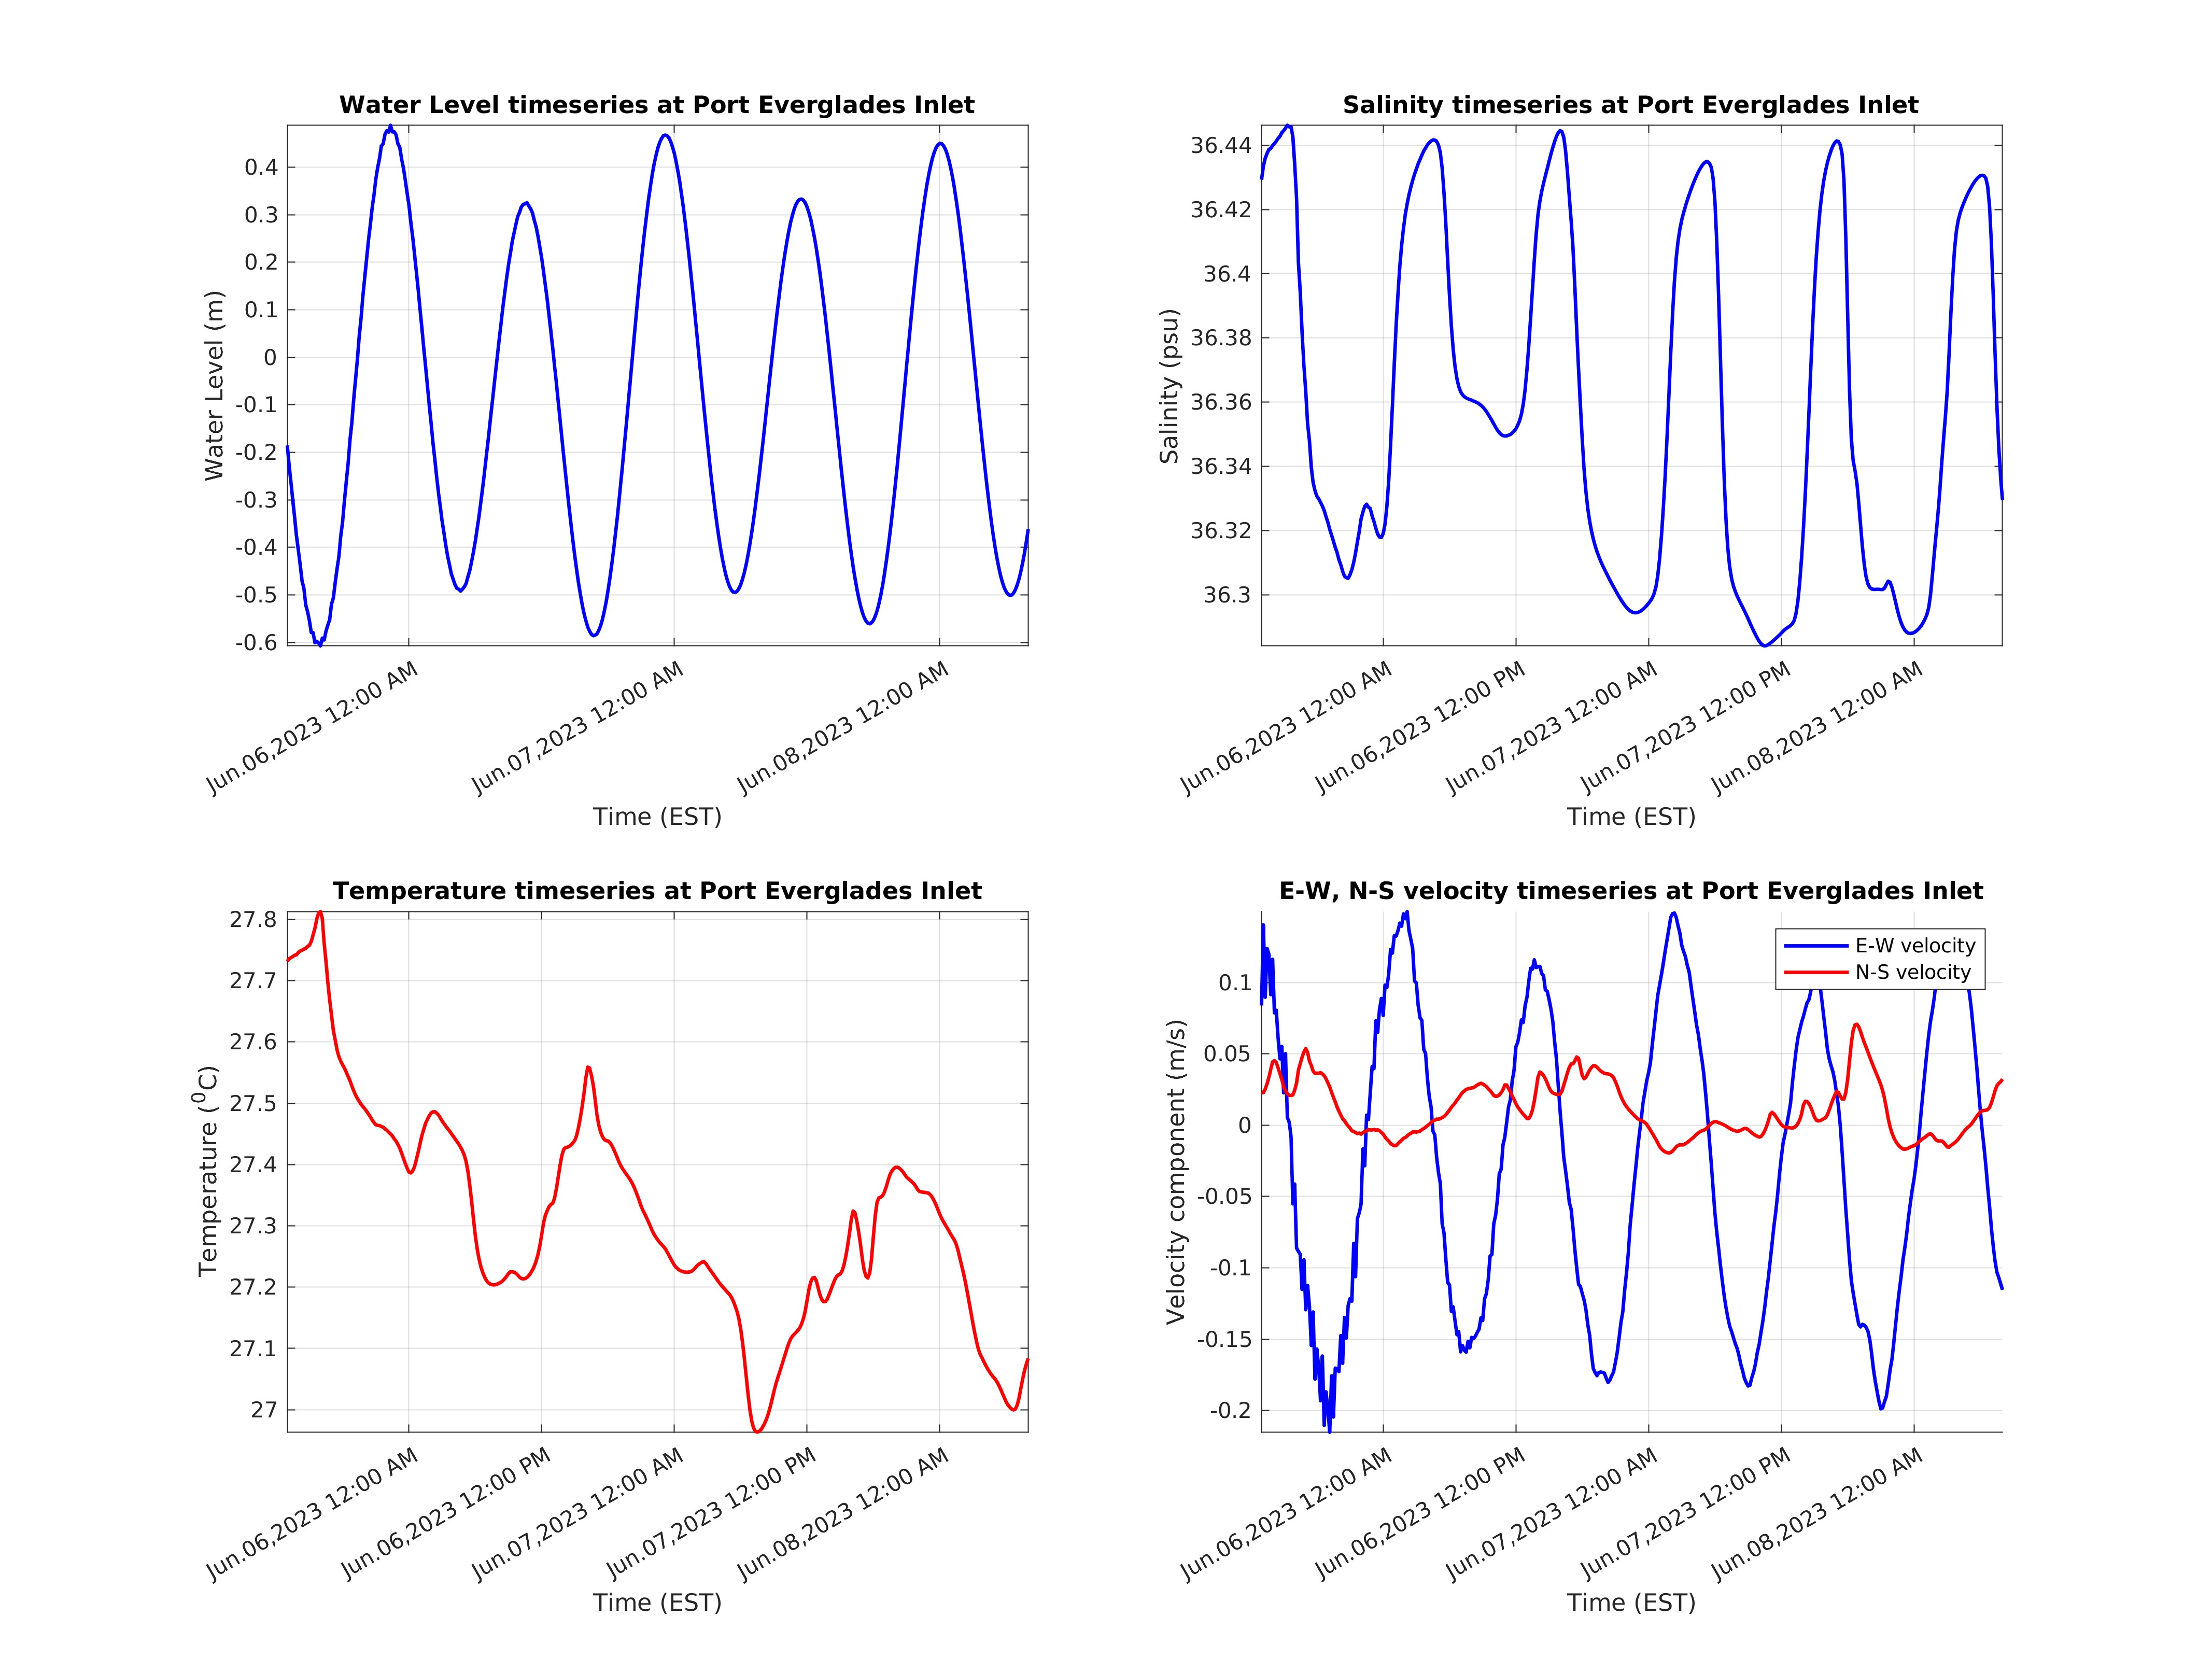 Water Level timeseries at Port Everglades Inlet
Water Level (m)
0.4
0.3
0.2
0.1
0
-0.1
-0.2
-0.3
-0.4
-0.5
-0.6
Jun.06,2023 12:00 AM
Jun.07,2023 12:00 AM
Jun.08,2023 12:00 AM
Time (EST)
Salinity timeseries at Port Everglades Inlet
Salinity (psu)
36.44
36.42
36.4
36.38
36.36
36.34
36.32
36.3
Jun.06,2023 12:00 AM
Jun.06,2023 12:00 PM
Jun.07,2023 12:00 AM
Jun.07,2023 12:00 PM
Jun.08,2023 12:00 AM
Time (EST)
Temperature timeseries at Port Everglades Inlet
Temperature (⁰C)
27.8
27.7
27.6
27.5
27.4
27.3
27.2
27.1
27
Jun.06,2023 12:00 AM
Jun.06,2023 12:00 PM
Jun.07,2023 12:00 AM
Jun.07,2023 12:00 PM
Jun.08,2023 12:00 AM
Time (EST)
E-W, N-S velocity timeseries at Port Everglades Inlet
Velocity component (m/s)
0.1
0.05
0
-0.05
-0.1
-0.15
-0.2
E-W velocity
N-S velocity
Jun.06,2023 12:00 AM
Jun.06,2023 12:00 PM
Jun.07,2023 12:00 AM
Jun.07,2023 12:00 PM
Jun.08,2023 12:00 AM
Time (EST)